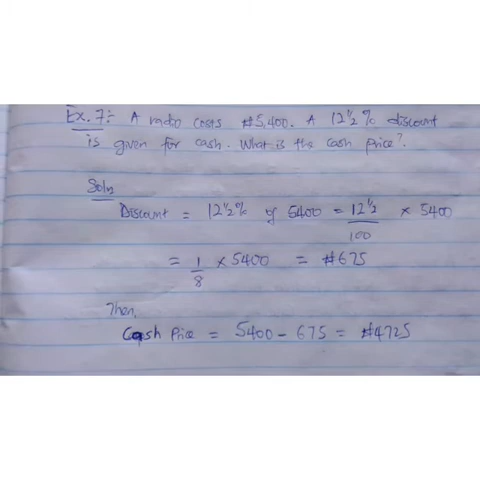 Ex. 7:- A radio costs ₦5,400. A 12½% discount
is given for cash. What is the cash price?.
Soln
Discount = 12½% of 5400 = 12½/100 × 5400
= 1/8 × 5400 = ₦675
Then,
Cash Price = 5400 - 675 = ₦4725